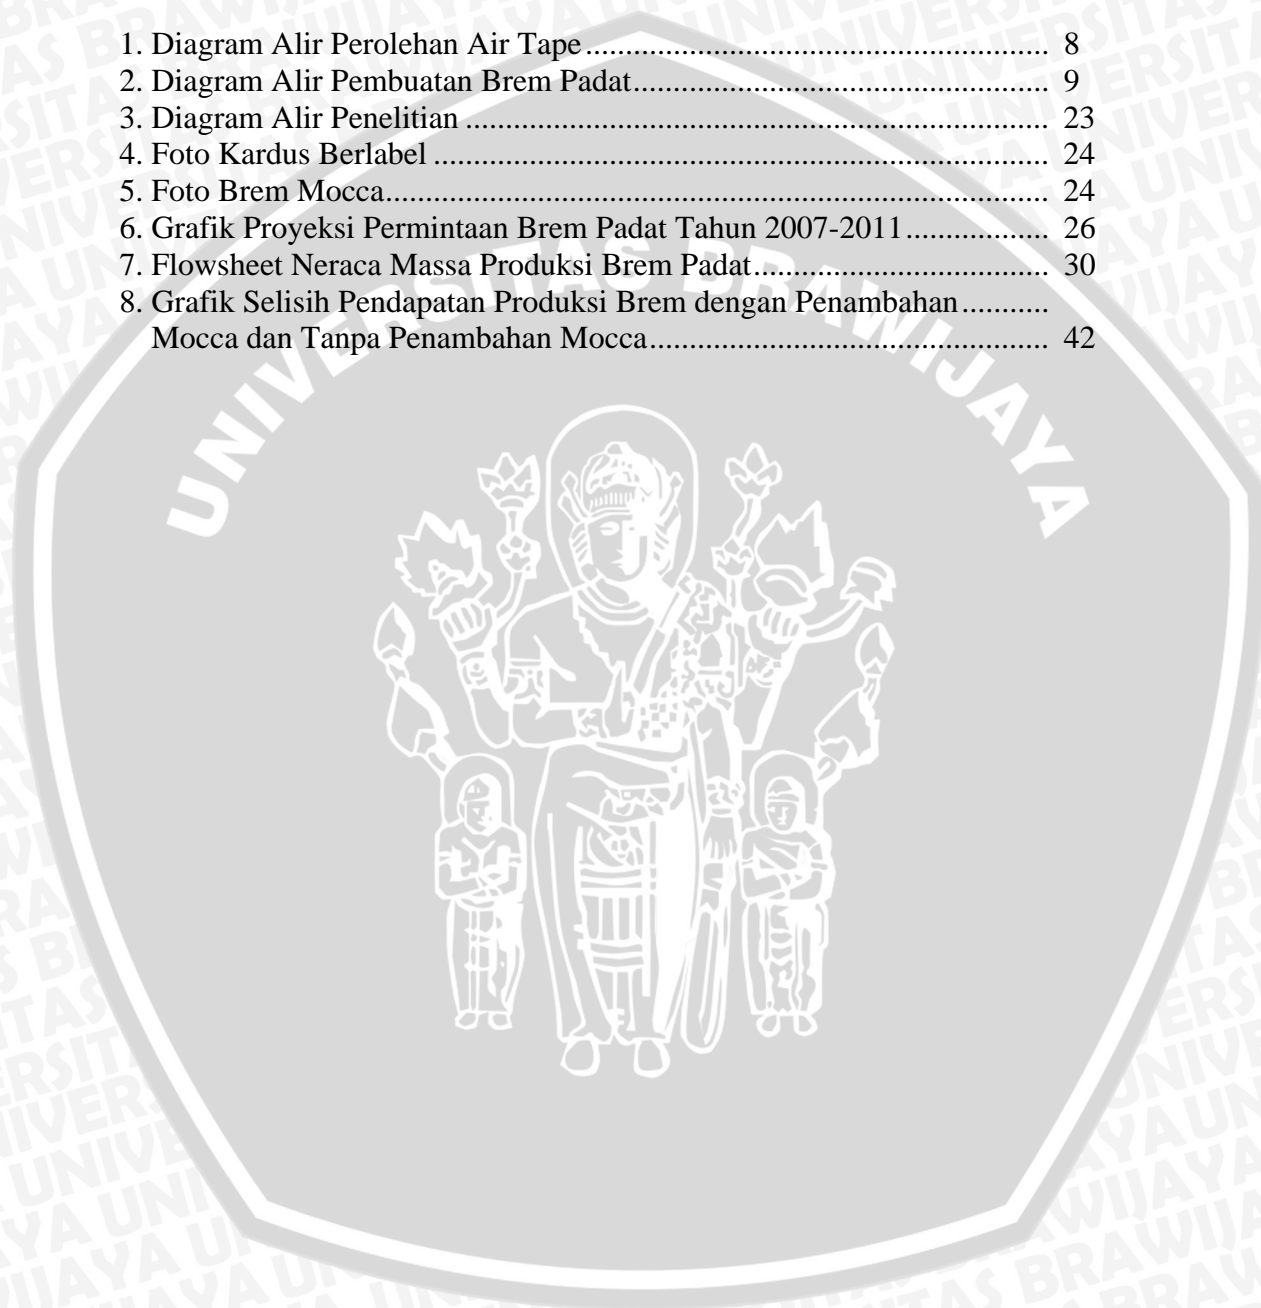 1. Diagram Alir Perolehan Air Tape ......................................................... 8
2. Diagram Alir Pembuatan Brem Padat................................................... 9
3. Diagram Alir Penelitian ........................................................................ 23
4. Foto Kardus Berlabel ............................................................................ 24
5. Foto Brem Mocca.................................................................................. 24
6. Grafik Proyeksi Permintaan Brem Padat Tahun 2007-2011.................. 26
7. Flowsheet Neraca Massa Produksi Brem Padat.................................... 30
8. Grafik Selisih Pendapatan Produksi Brem dengan Penambahan ...........
Mocca dan Tanpa Penambahan Mocca................................................. 42
UNIVERSITAS BRAWIJAYA